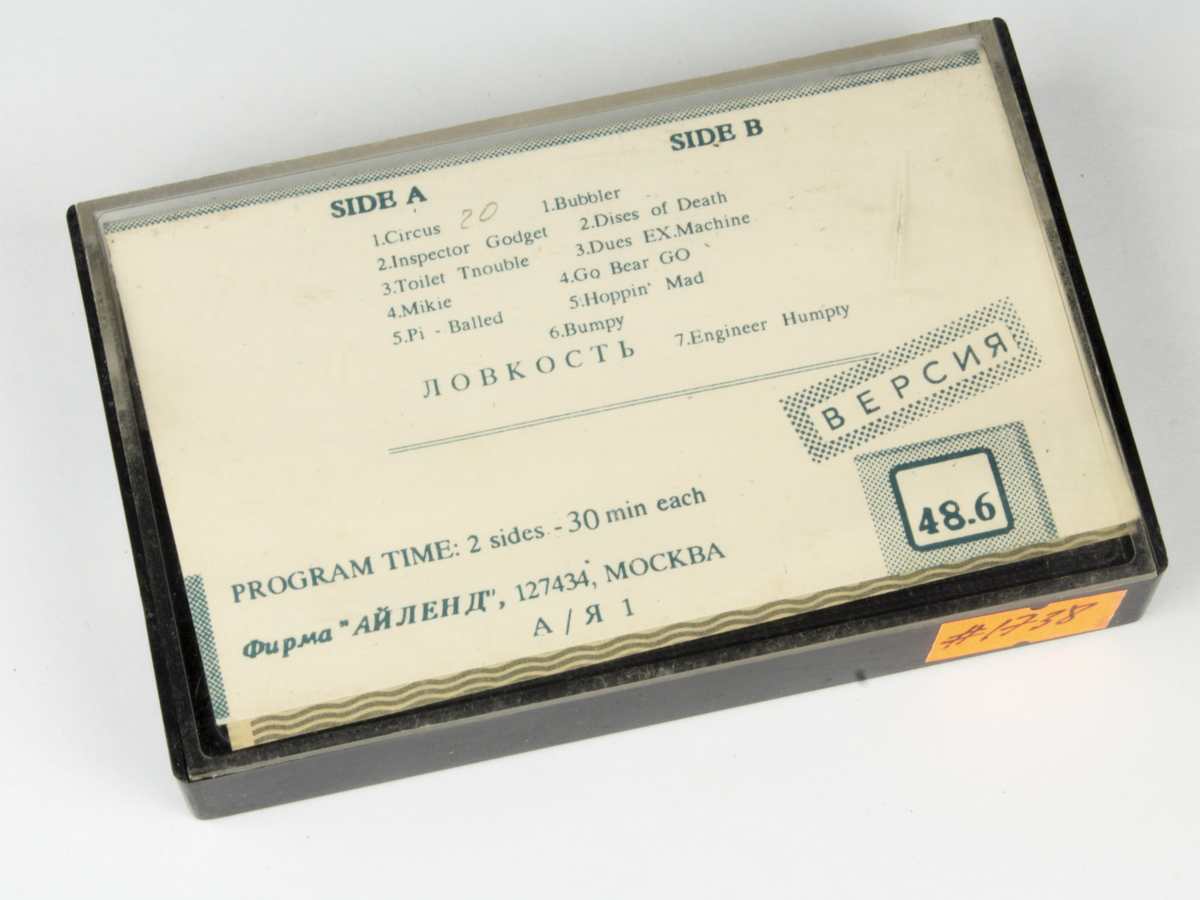 SIDE A
1.Circus 20
2.Inspector Godget
3.Toilet Tnouble
4.Mikie
5.Pi - Balled
SIDE B
1.Bubbler
2.Dises of Death
3.Dues EX.Machine
4.Go Bear GO
5.Hoppin' Mad
6.Bumpy
7.Engineer Humpty
ЛОВКОСТЬ
ВЕРСИЯ
48.6
PROGRAM TIME: 2 sides - 30 min each
Фирма "АЙЛЕНД", 127434, МОСКВА
А / Я 1
#1738